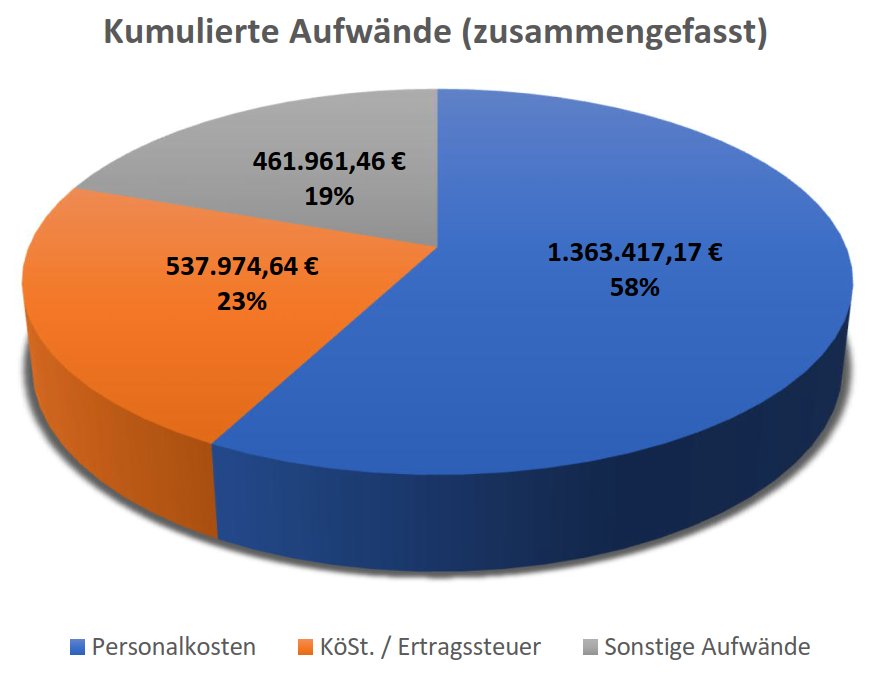 Kumulierte Aufwände (zusammengefasst)
461.961,46 €
19%
537.974,64 €
23%
1.363.417,17 €
58%
Personalkosten
KöSt. / Ertragssteuer
Sonstige Aufwände